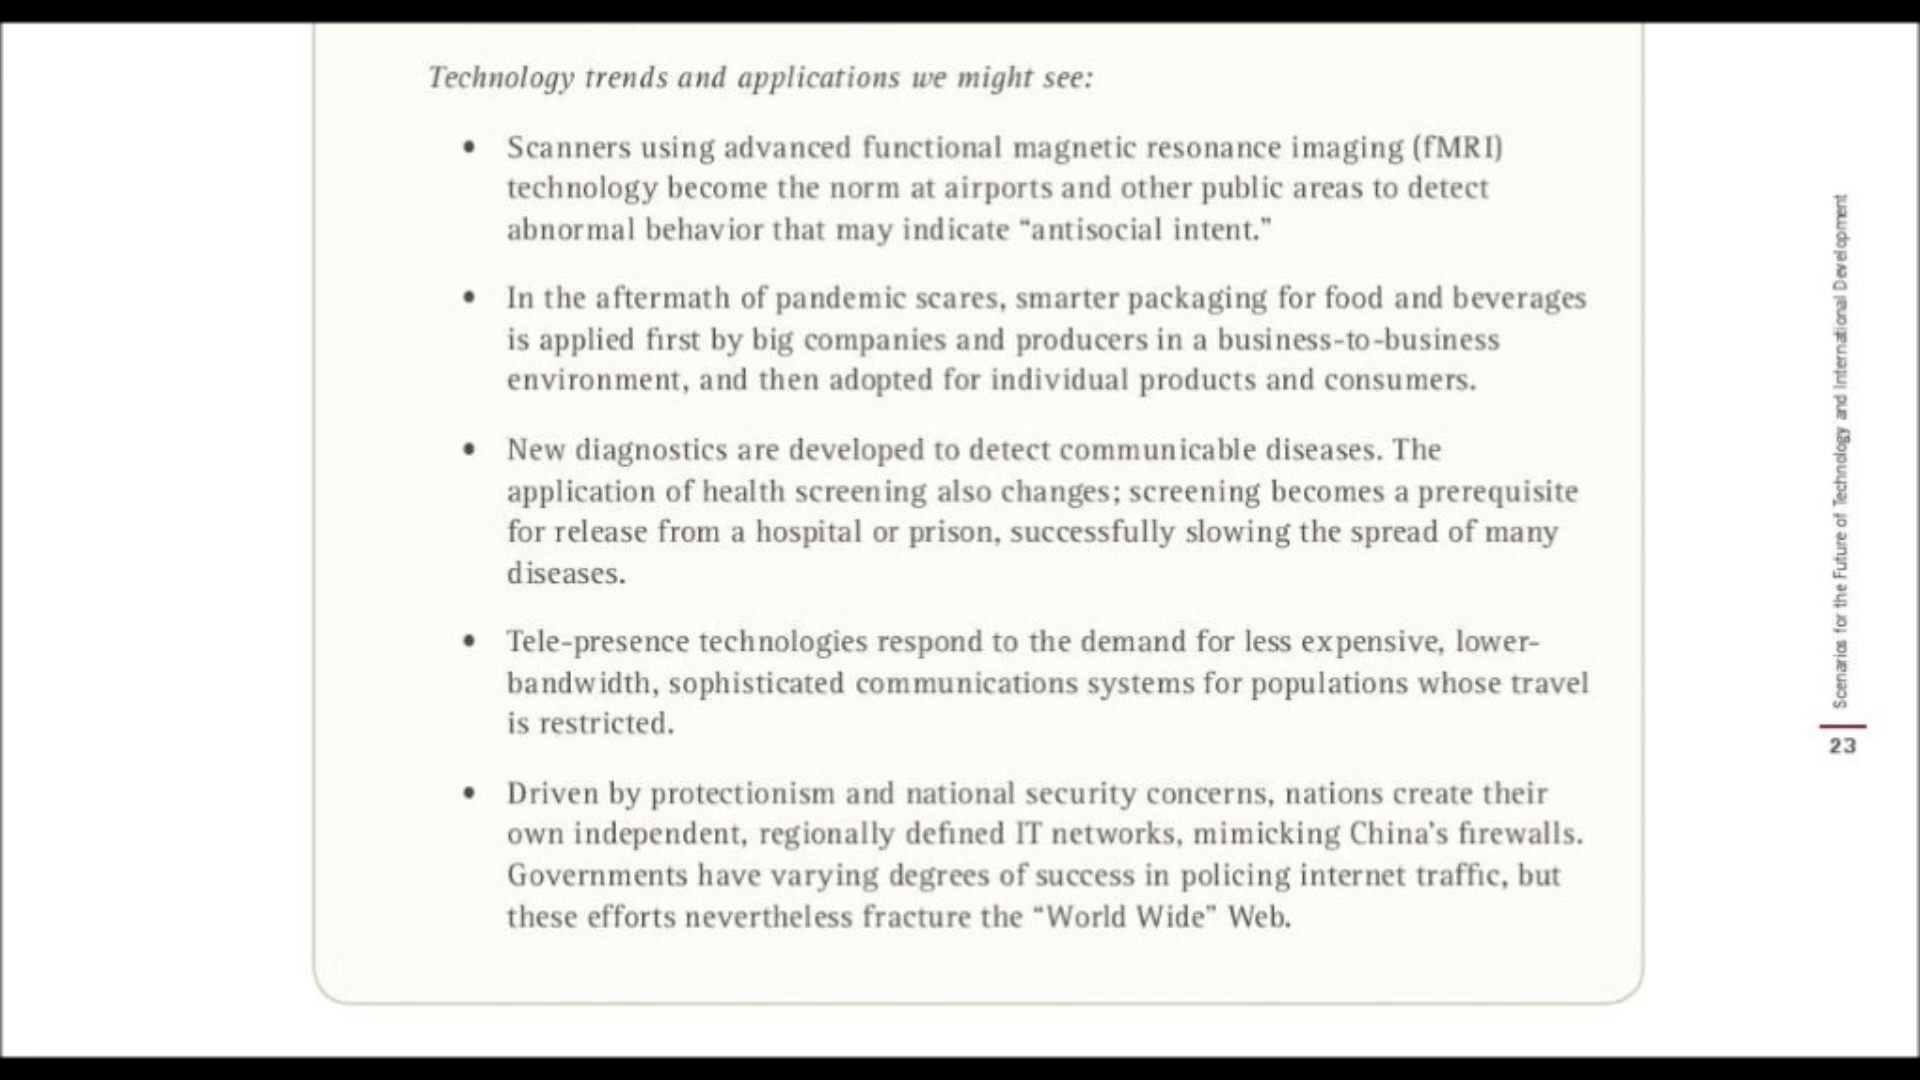 Technology trends and applications we might see:
• Scanners using advanced functional magnetic resonance imaging (fMRI)
technology become the norm at airports and other public areas to detect
abnormal behavior that may indicate “antisocial intent.”
• In the aftermath of pandemic scares, smarter packaging for food and beverages
is applied first by big companies and producers in a business-to-business
environment, and then adopted for individual products and consumers.
• New diagnostics are developed to detect communicable diseases. The
application of health screening also changes; screening becomes a prerequisite
for release from a hospital or prison, successfully slowing the spread of many
diseases.
• Tele-presence technologies respond to the demand for less expensive, lower-
bandwidth, sophisticated communications systems for populations whose travel
is restricted.
• Driven by protectionism and national security concerns, nations create their
own independent, regionally defined IT networks, mimicking China’s firewalls.
Governments have varying degrees of success in policing internet traffic, but
these efforts nevertheless fracture the “World Wide” Web.
Scenarios for the Future of Technology and International Development
23